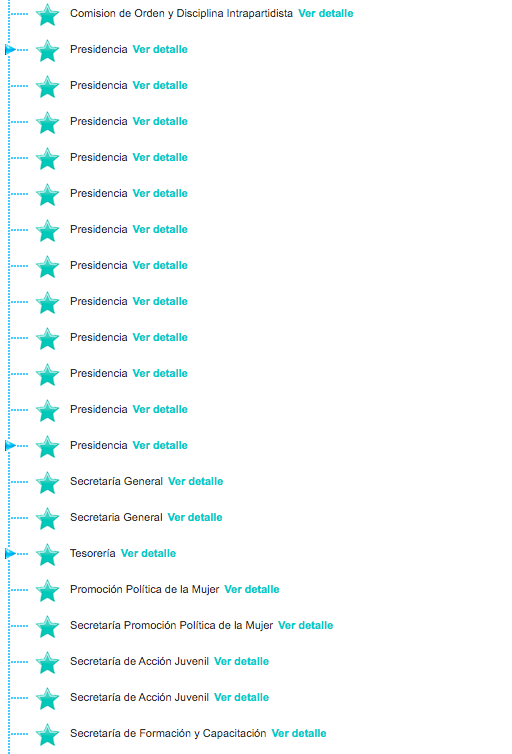 Comision de Orden y Disciplina Intrapartidista Ver detalle
Presidencia Ver detalle
Presidencia Ver detalle
Presidencia Ver detalle
Presidencia Ver detalle
Presidencia Ver detalle
Presidencia Ver detalle
Presidencia Ver detalle
Presidencia Ver detalle
Presidencia Ver detalle
Presidencia Ver detalle
Presidencia Ver detalle
Presidencia Ver detalle
Secretaría General Ver detalle
Secretaria General Ver detalle
Tesorería Ver detalle
Promoción Política de la Mujer Ver detalle
Secretaría Promoción Política de la Mujer Ver detalle
Secretaría de Acción Juvenil Ver detalle
Secretaría de Acción Juvenil Ver detalle
Secretaría de Formación y Capacitación Ver detalle